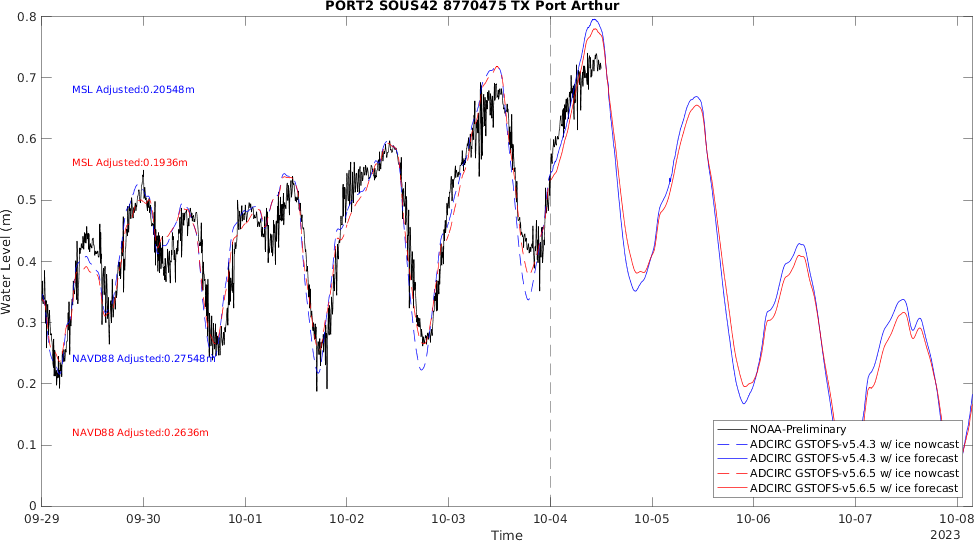 PORT2 SOUS42 8770475 TX Port Arthur
0.8
0.7
0.6
0.5
0.4
0.3
0.2
0.1
0
Water Level (m)
MSL Adjusted:0.20548m
MSL Adjusted:0.1936m
NAVD88 Adjusted:0.27548m
NAVD88 Adjusted:0.2636m
NOAA-Preliminary
ADCIRC GSTOFS-v5.4.3 w/ ice nowcast
ADCIRC GSTOFS-v5.4.3 w/ ice forecast
ADCIRC GSTOFS-v5.6.5 w/ ice nowcast
ADCIRC GSTOFS-v5.6.5 w/ ice forecast
09-29 09-30 10-01 10-02 10-03 10-04 10-05 10-06 10-07 10-08
Time
2023